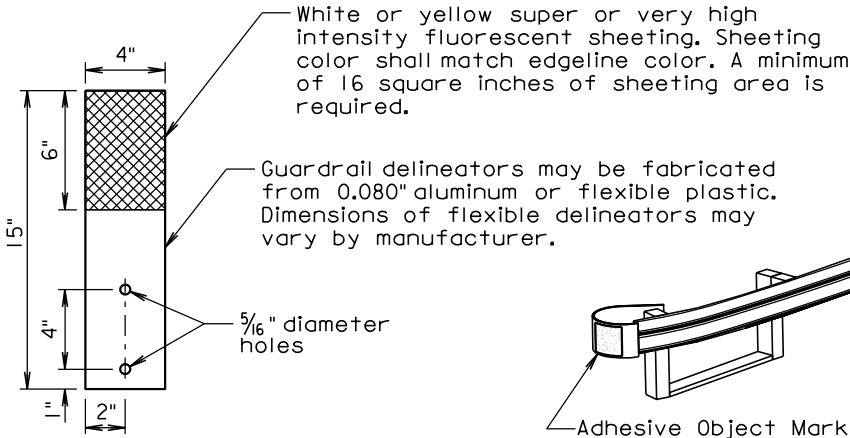 White or yellow super or very high
intensity fluorescent sheeting. Sheeting
color shall match edgeline color. A minimum
of 16 square inches of sheeting area is
required.
4"
6"
15"
Guardrail delineators may be fabricated
from 0.080" aluminum or flexible plastic.
Dimensions of flexible delineators may
vary by manufacturer.
4"
5/16" diameter
holes
1"
2"
Adhesive Object Mark